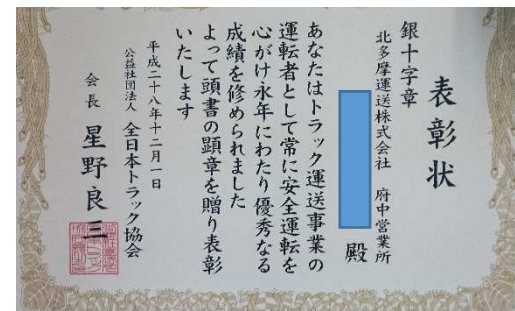 表彰状
銀十字章
北多摩運送株式会社 府中営業所
殿
あなたはトラック運送事業の
運転者として常に安全運転を
心がけ永年にわたり優秀なる
成績を修められました
よって頭書の顕章を贈り表彰
いたします
平成二十八年十二月一日
公益社団法人 全日本トラック協会
会長 星野良三